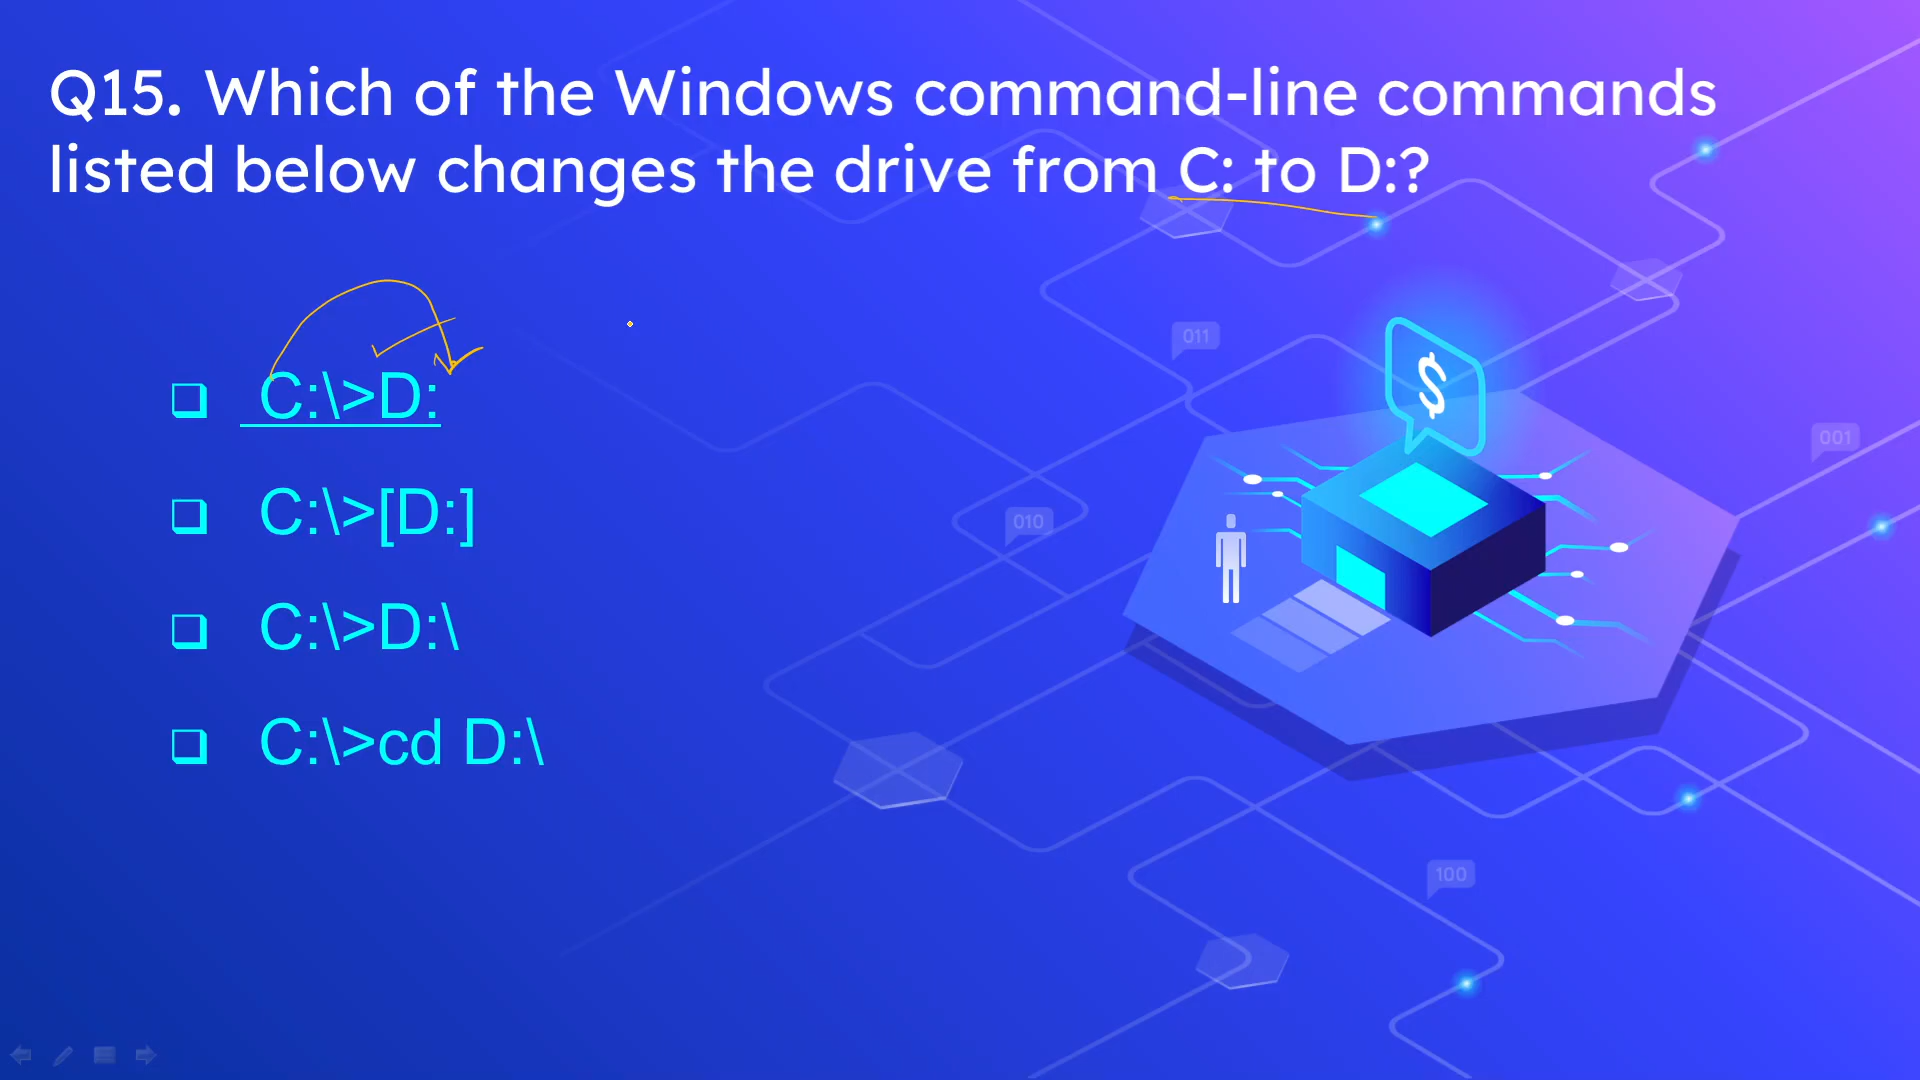 Q15. Which of the Windows command-line commands
listed below changes the drive from C: to D:?
❑ C:\>D:
❑ C:\>[D:]
❑ C:\>D:\
❑ C:\>cd D:\
$
011
001
010
100